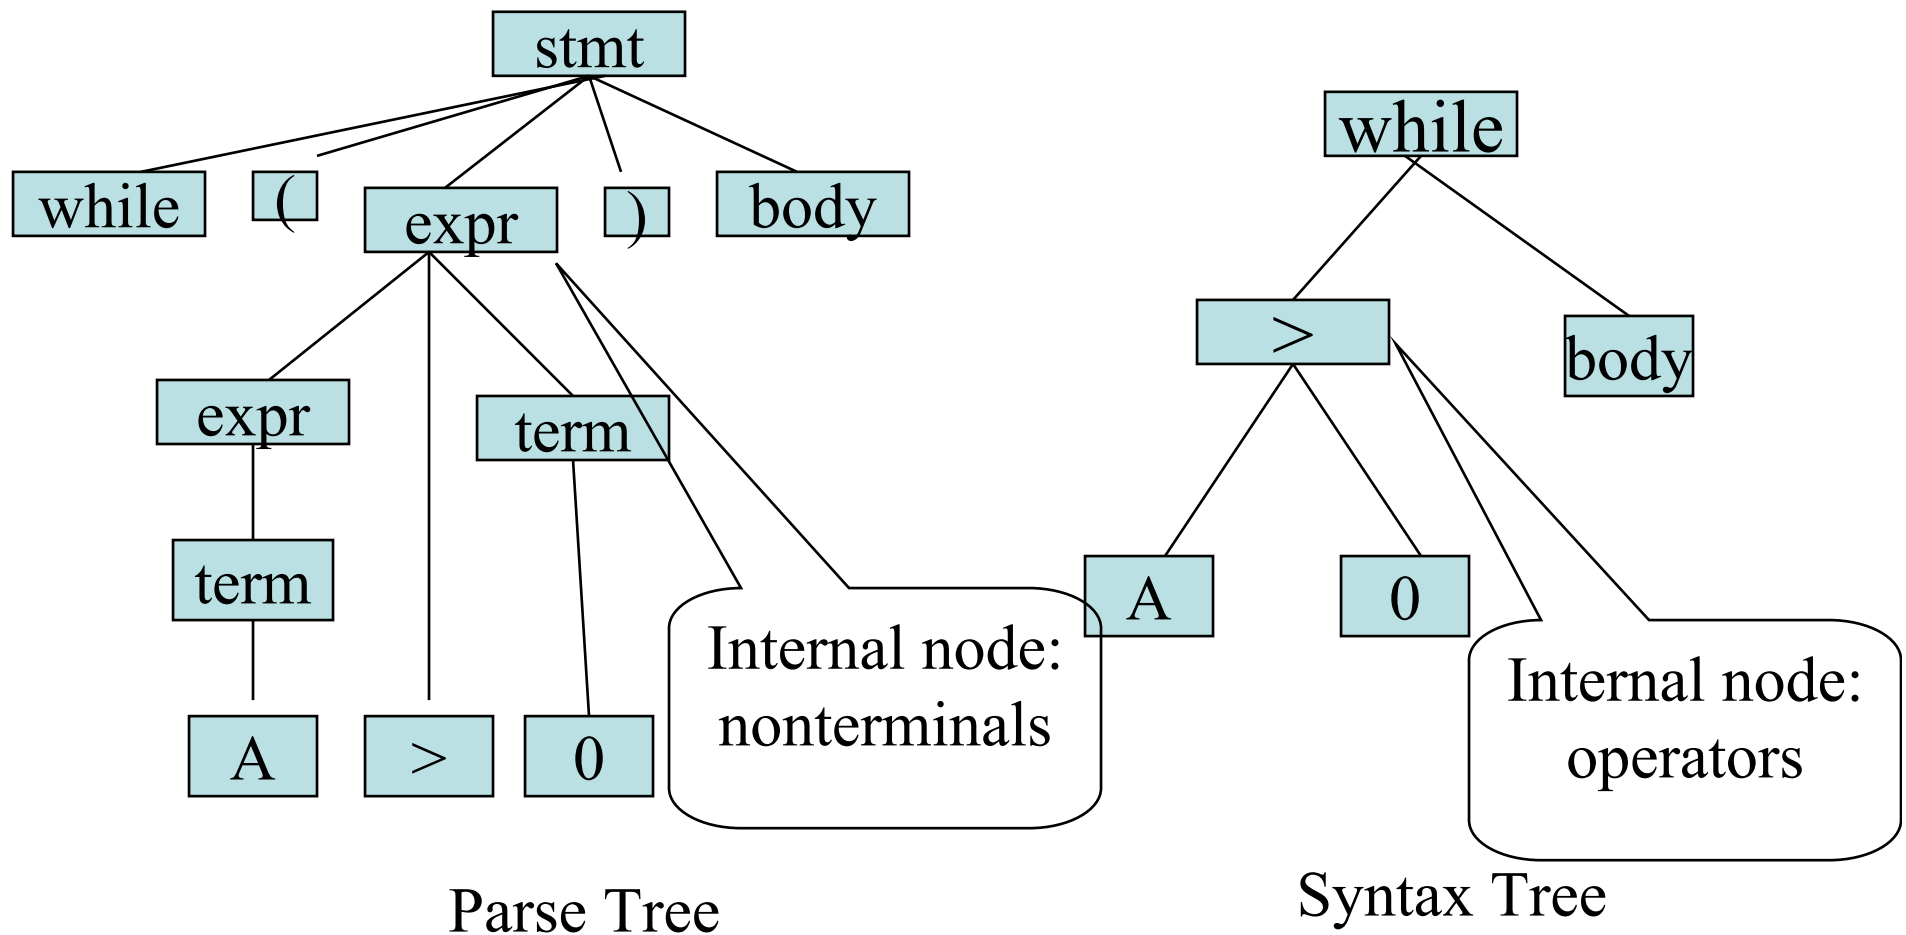 stmt
while
(
expr
)
body
expr
term
term
A
>
0
Internal node:
nonterminals
Parse Tree
while
>
body
A
0
Internal node:
operators
Syntax Tree